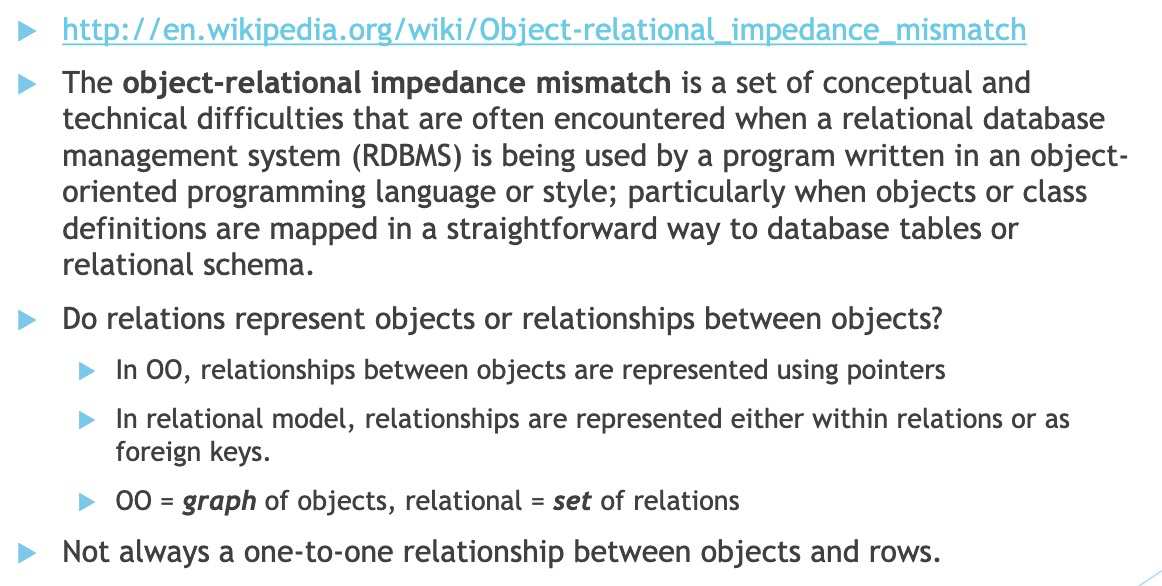 http://en.wikipedia.org/wiki/Object-relational_impedance_mismatch
The object-relational impedance mismatch is a set of conceptual and
technical difficulties that are often encountered when a relational database
management system (RDBMS) is being used by a program written in an object-
oriented programming language or style; particularly when objects or class
definitions are mapped in a straightforward way to database tables or
relational schema.
Do relations represent objects or relationships between objects?
In OO, relationships between objects are represented using pointers
In relational model, relationships are represented either within relations or as
foreign keys.
OO = graph of objects, relational = set of relations
Not always a one-to-one relationship between objects and rows.